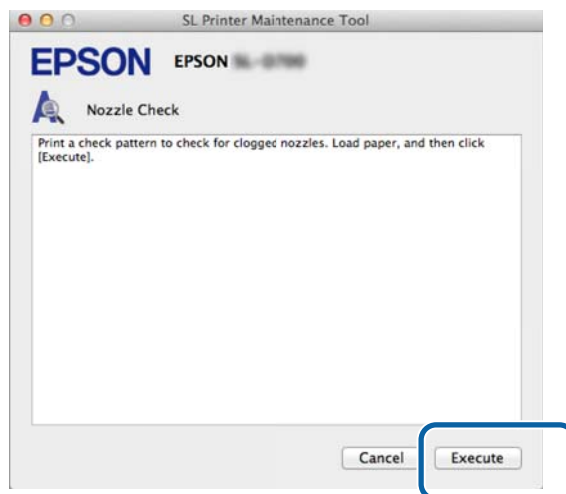 SL Printer Maintenance Tool
EPSON EPSON
Nozzle Check
Print a check pattern to check for clogged nozzles. Load paper, and then click
[Execute].
Cancel Execute